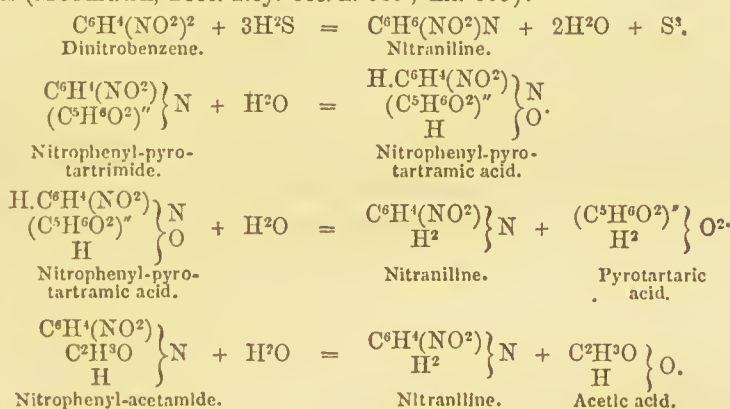 C⁶H⁴(NO²)² + 3H²S = C⁶H⁶(NO²)N + 2H²O + S³.
Dinitrobenzene. Nitraniline.
C⁶H⁴(NO²)
(C⁵H⁶O²)″ } N + H²O = H.C⁶H⁴(NO²)
(C⁵H⁶O²)″
H } N
O.
Nitrophenyl-pyro-
tartrimide.
Nitrophenyl-pyro-
tartramic acid.
H.C⁶H⁴(NO²)
(C⁵H⁶O²)″
H } N
O + H²O = C⁶H⁴(NO²)
H² } N + (C⁵H⁶O²)″
H² } O².
Nitrophenyl-pyro-
tartramic acid.
Nitraniline.
Pyrotartaric
acid.
C⁶H⁴(NO²)
C²H³O
H } N + H²O = C⁶H⁴(NO²)
H² } N + C²H³O
H } O.
Nitrophenyl-acetamide. Nitraniline. Acetic acid.